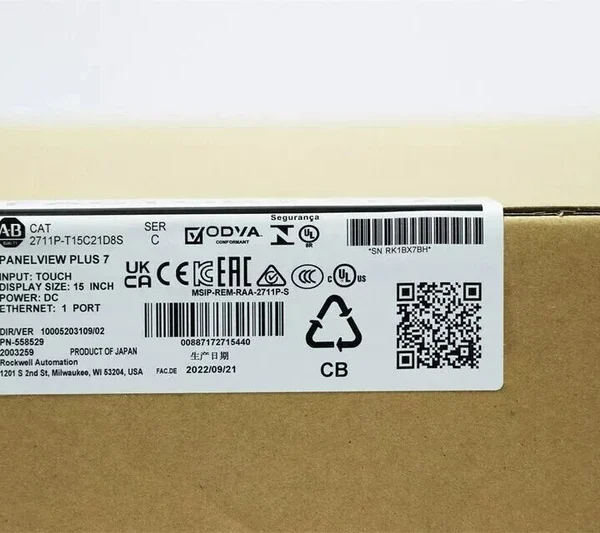 AB
CAT
2711P-T15C21D8S
SER
C
ODVA
CONFORMANT
Segurança
UL
BR
*SN RK1BX7BH*
PANELVIEW PLUS 7
INPUT: TOUCH
DISPLAY SIZE: 15 INCH
POWER: DC
ETHERNET: 1 PORT
UK
CA
CE
EAC
CCC
c UL us
MSIP-REM-RAA-2711P-S
DIR/VER 10005203109/02
PN-558529
2003259 PRODUCT OF JAPAN
Rockwell Automation
1201 S 2nd St, Milwaukee, WI 53204, USA
00887172715440
生产日期
FAC.DE 2022/09/21
CB